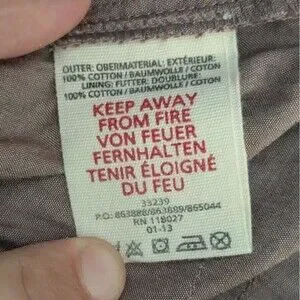 OUTER: OBERMATERIAL: EXTÉRIEUR:
100% COTTON / BAUMWOLLE / COTON
LINING: FUTTER: DOUBLURE
100% COTTON / BAUMWOLLE / COTON
KEEP AWAY
FROM FIRE
VON FEUER
FERNHALTEN
TENIR ÉLOIGNÉ
DU FEU
33239
P.O: 863888/863889/865044
RN 118027
01-13